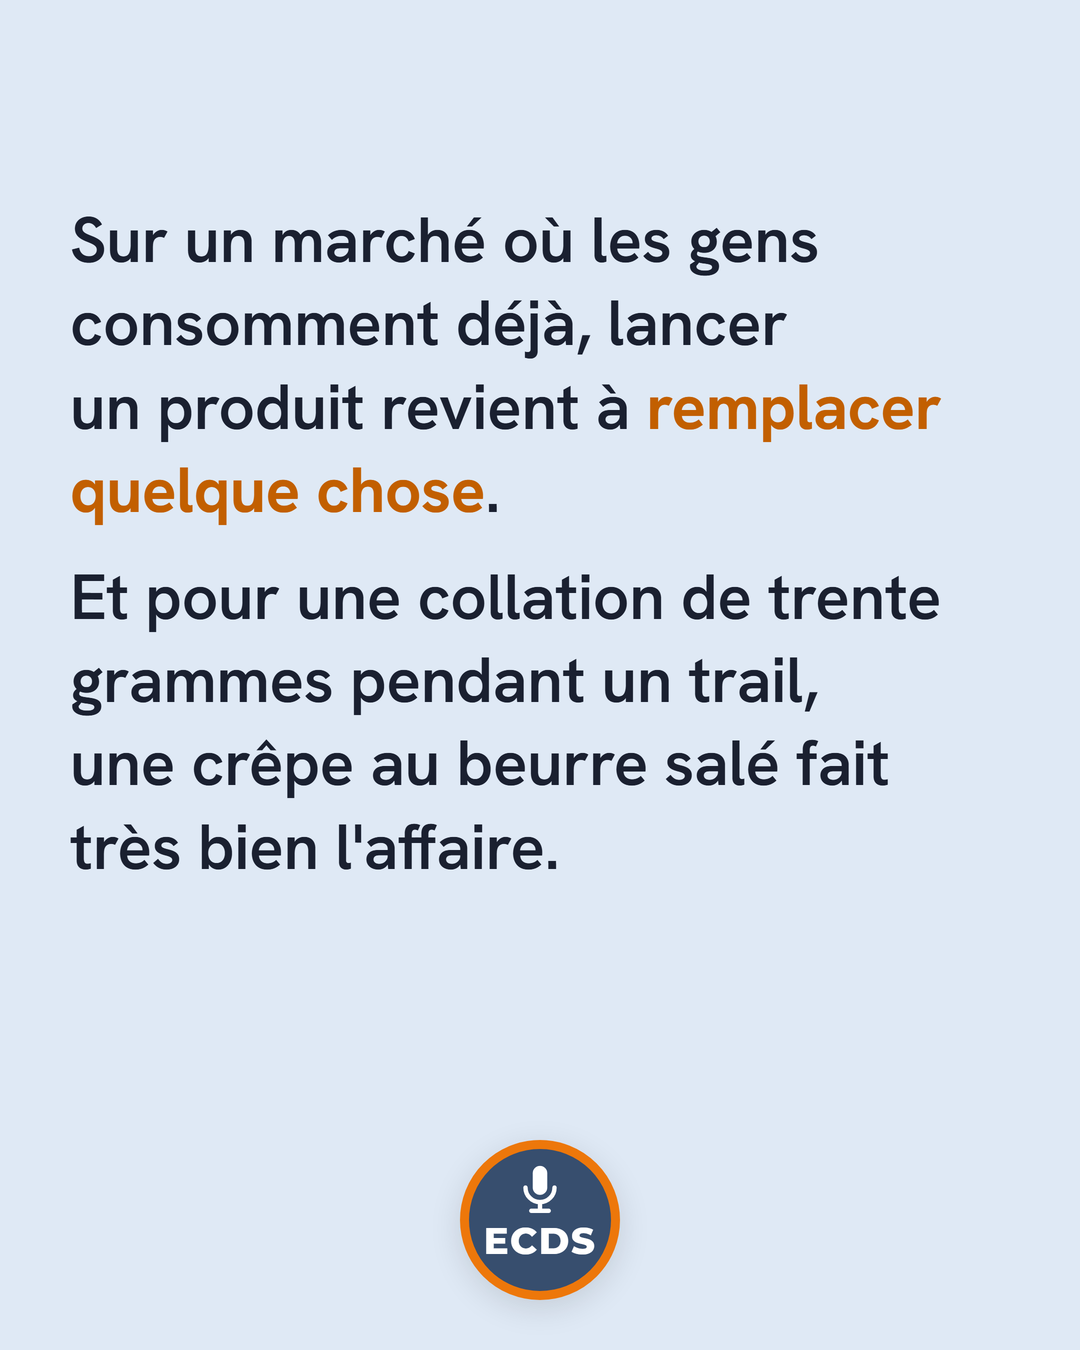 Sur un marché où les gens
consomment déjà, lancer
un produit revient à remplacer
quelque chose.
Et pour une collation de trente
grammes pendant un trail,
une crêpe au beurre salé fait
très bien l'affaire.
ECDS